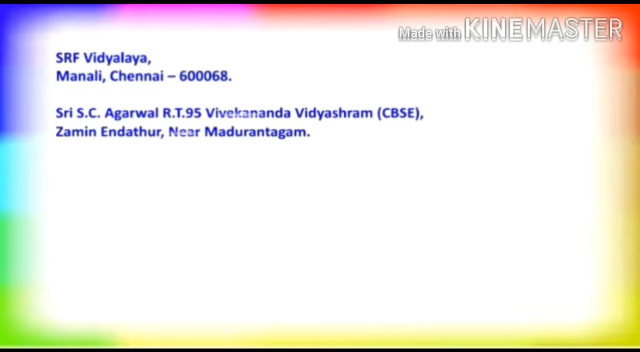 Made with KINEMASTER
SRF Vidyalaya,
Manali, Chennai – 600068.
Sri S.C. Agarwal R.T.95 Vivekananda Vidyashram (CBSE),
Zamin Endathur, Near Madurantagam.